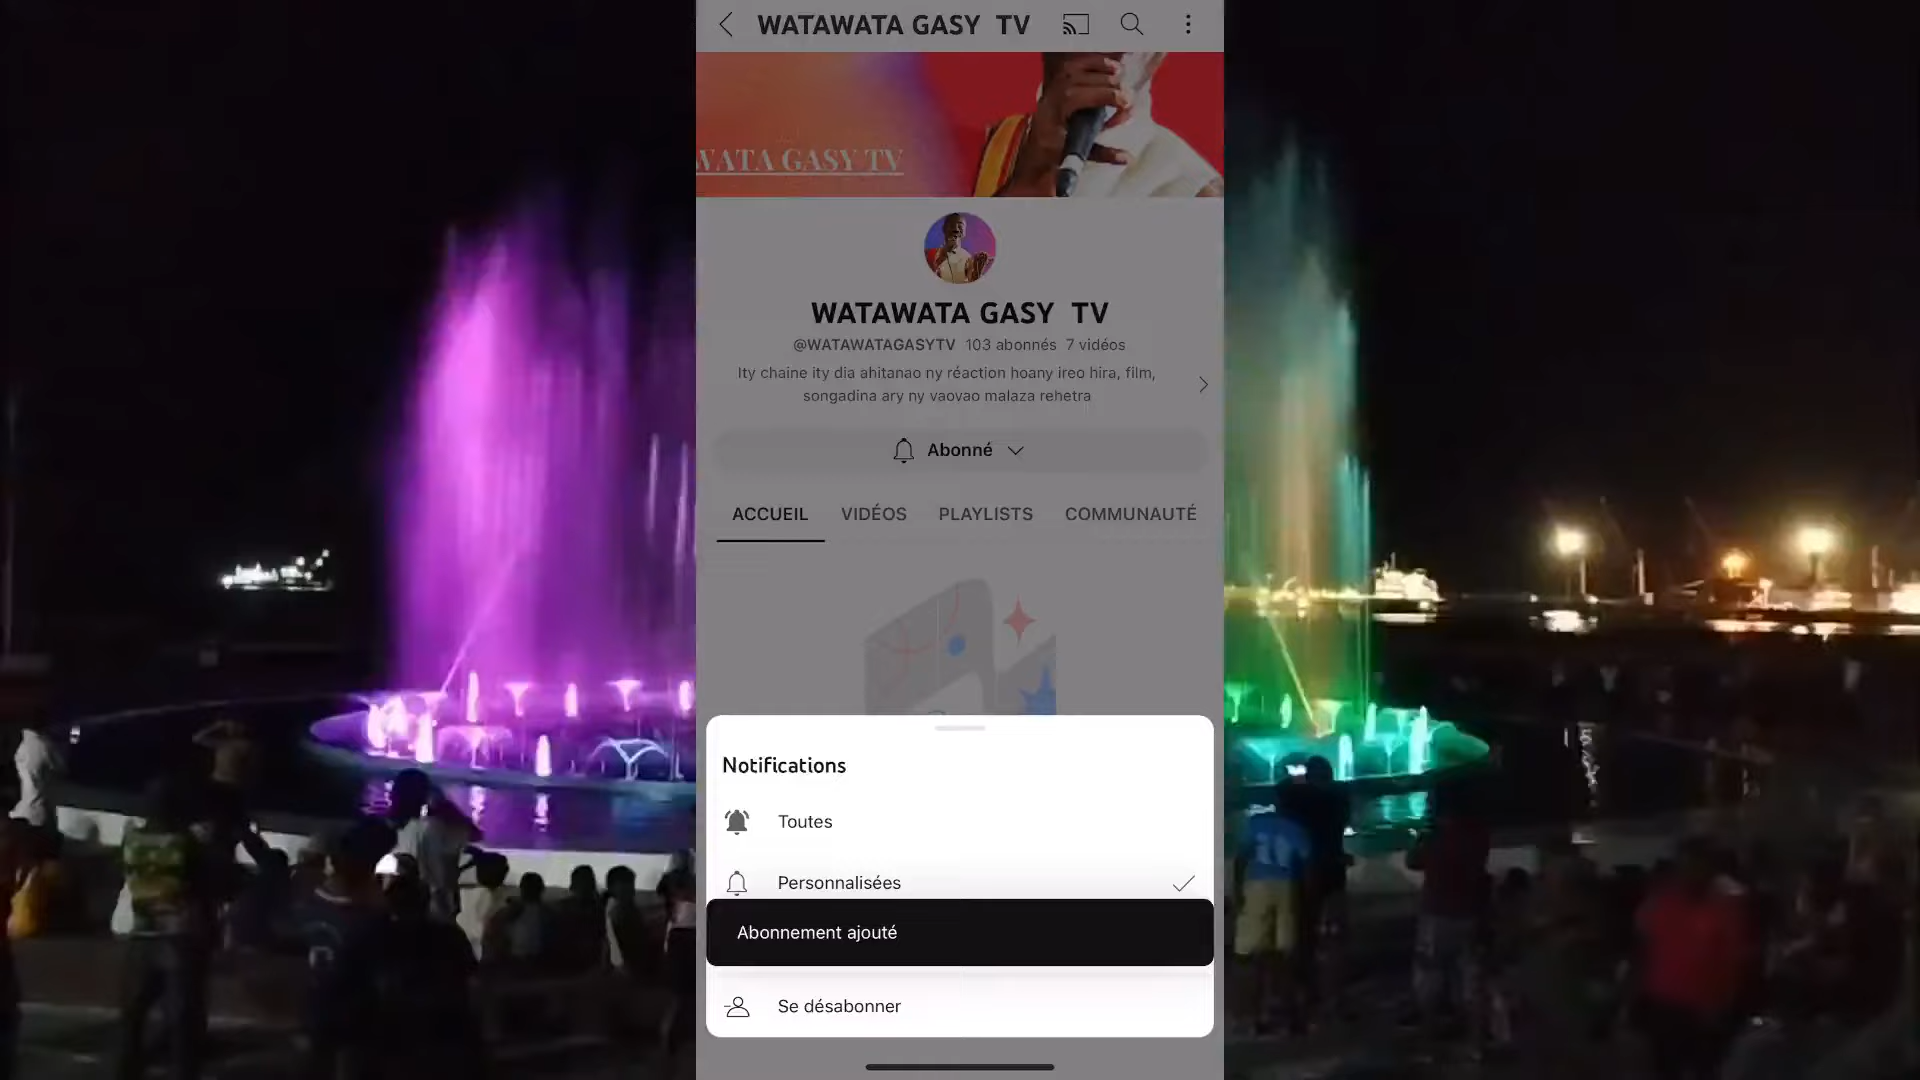 WATAWATA GASY TV
WATA GASY TV
WATAWATA GASY TV
@WATAWATAGASYTV 103 abonnés 7 vidéos
Ity chaine ity dia ahitanao ny réaction hoany ireo hira, film,
songadina ary ny vaovao malaza rehetra
Abonné
ACCUEIL VIDÉOS PLAYLISTS COMMUNAUTÉ
Notifications
Toutes
Personnalisées
Abonnement ajouté
Se désabonner